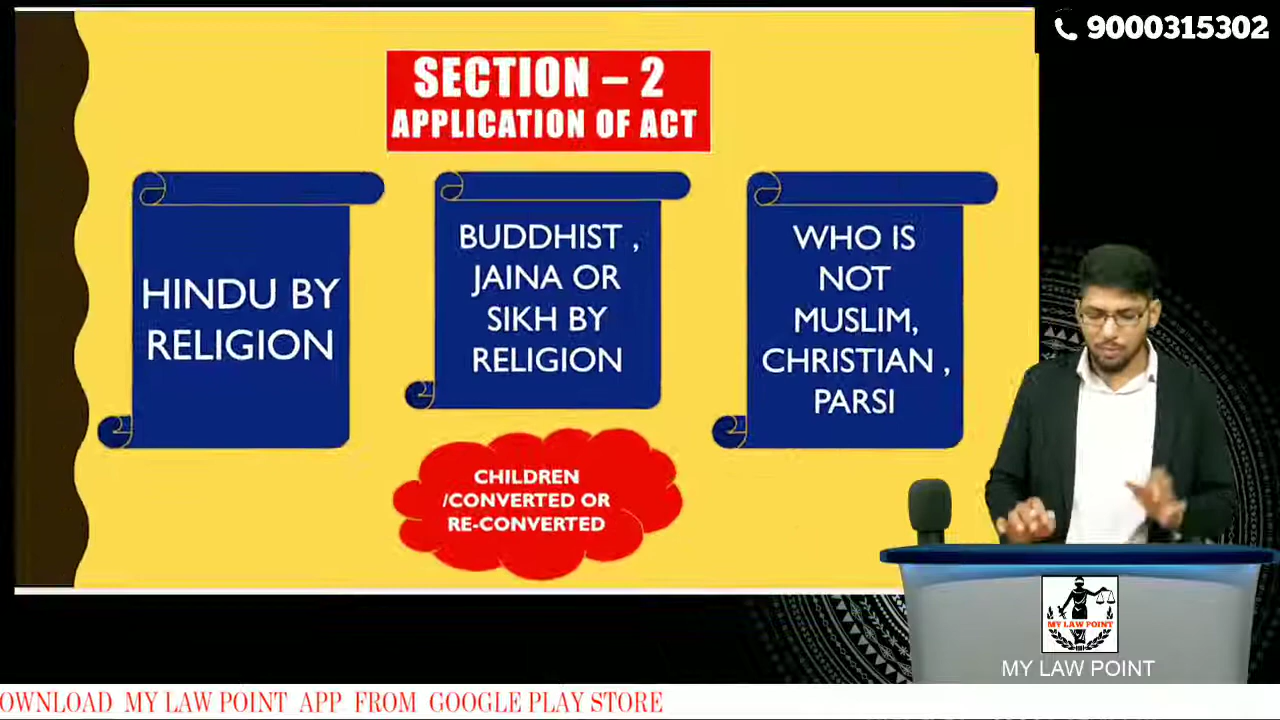 9000315302
SECTION – 2
APPLICATION OF ACT
HINDU BY
RELIGION
BUDDHIST ,
JAINA OR
SIKH BY
RELIGION
WHO IS
NOT
MUSLIM,
CHRISTIAN ,
PARSI
CHILDREN
/CONVERTED OR
RE-CONVERTED
MY LAW POINT
MY LAW POINT
OWNLOAD MY LAW POINT APP FROM GOOGLE PLAY STORE